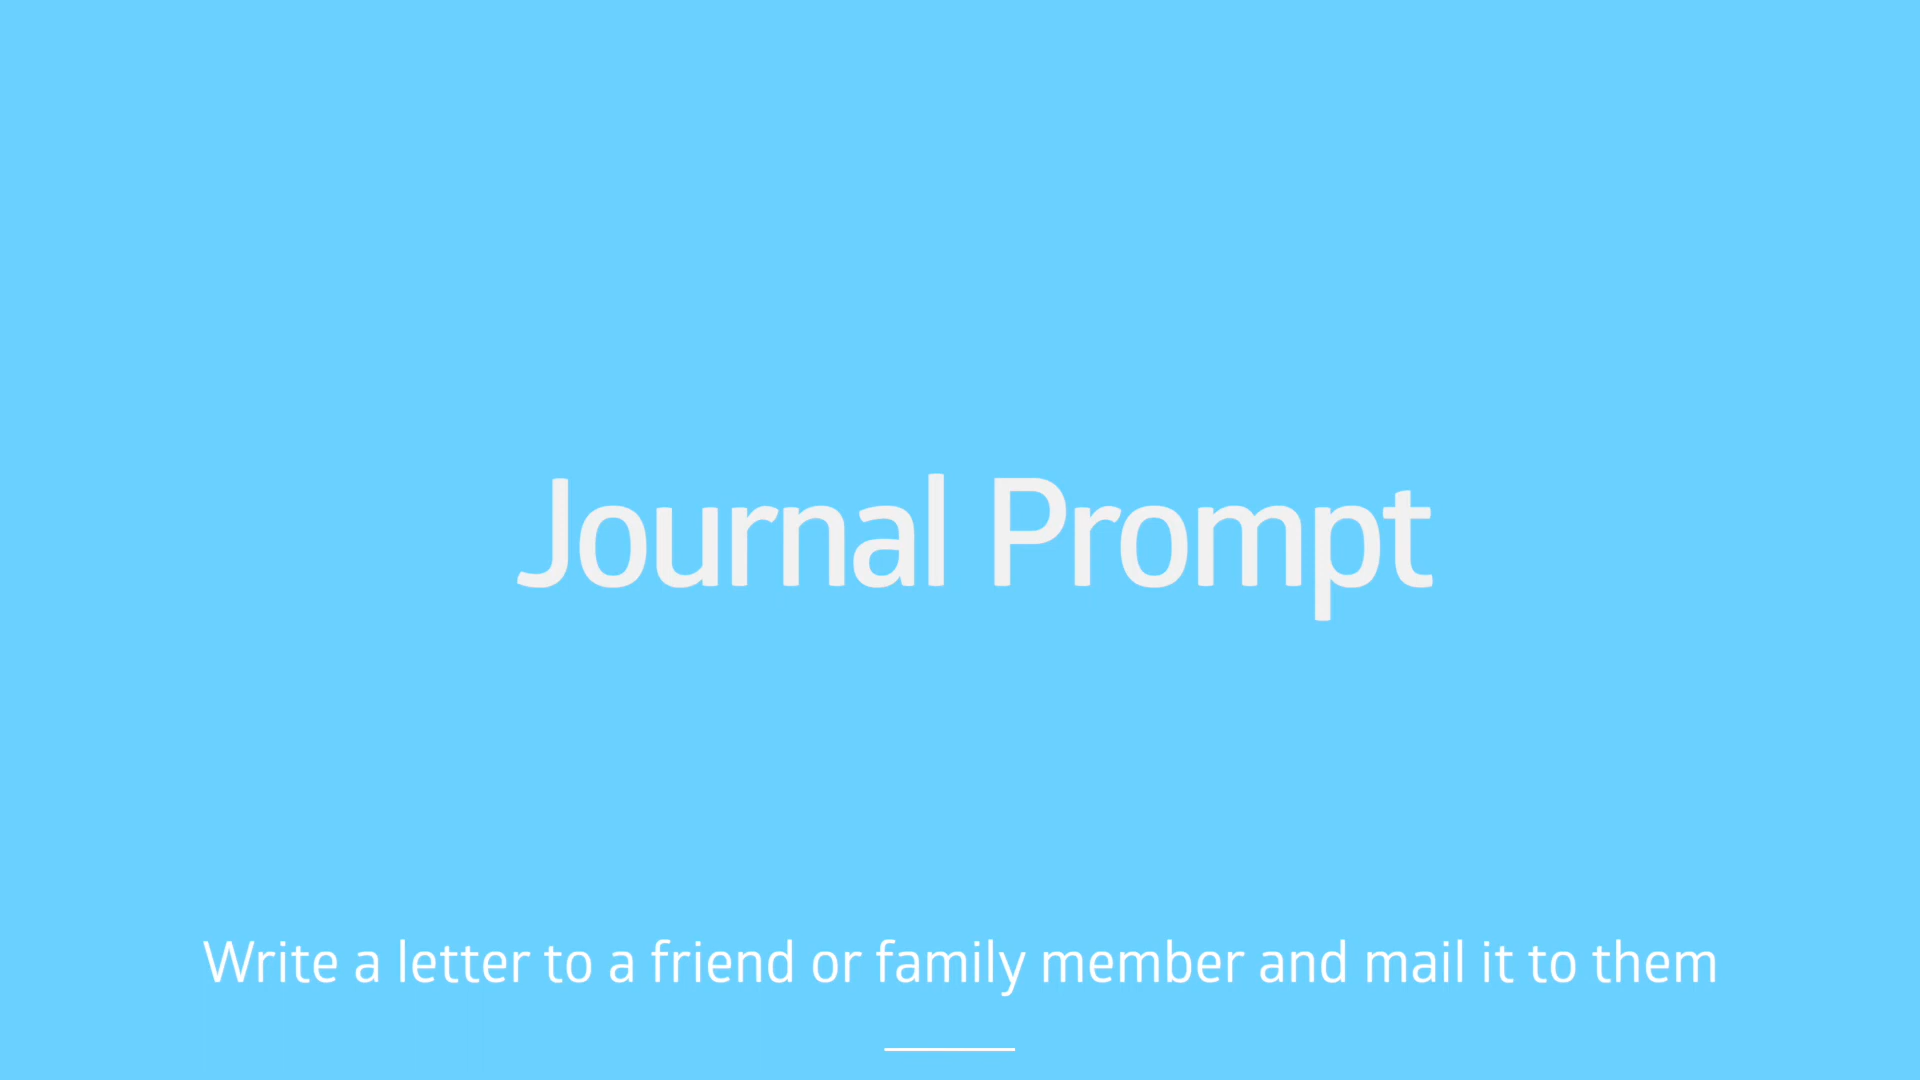 Journal Prompt
Write a letter to a friend or family member and mail it to them